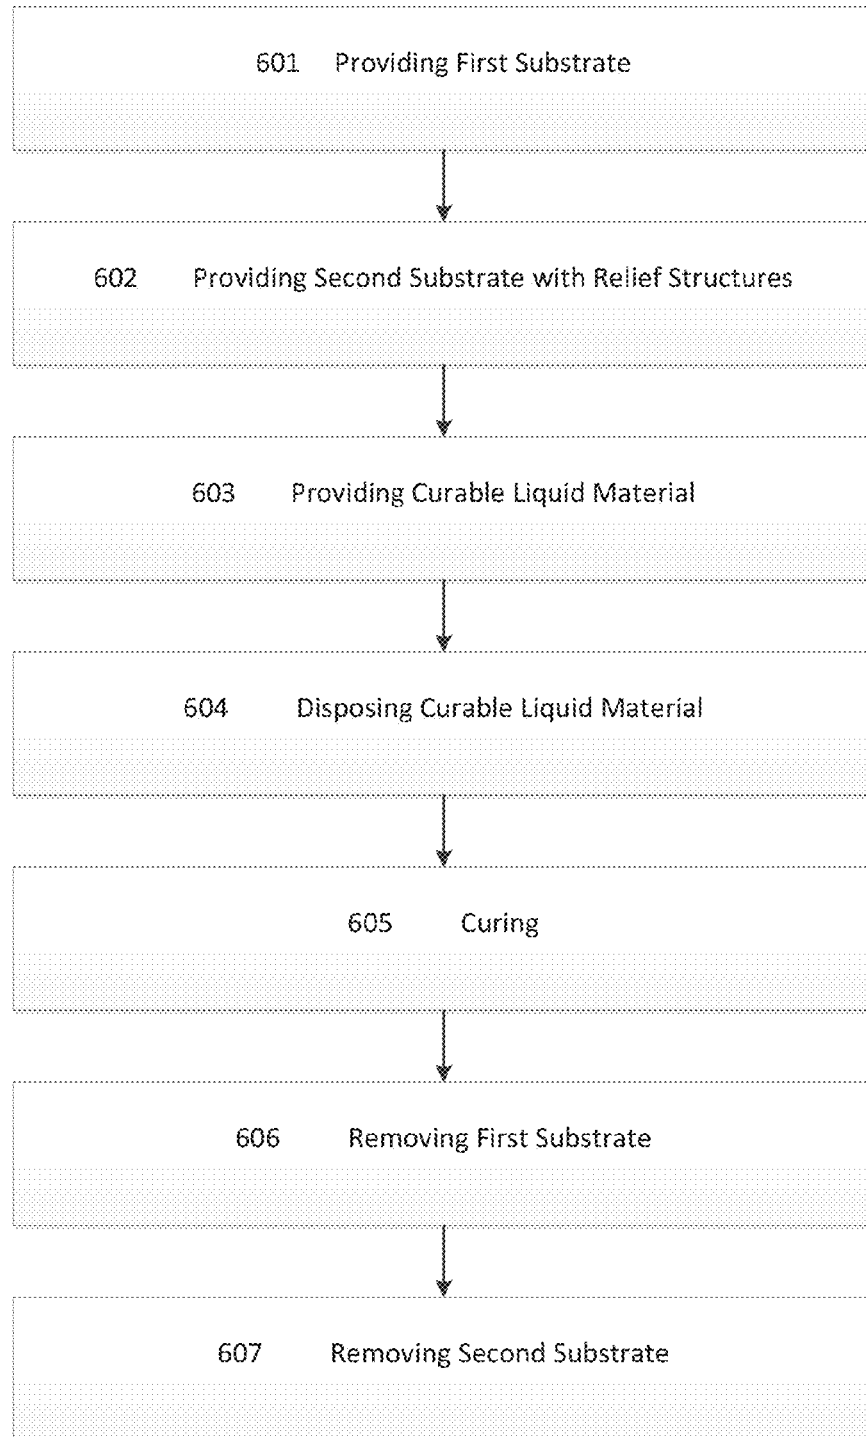 601 Providing First Substrate
602 Providing Second Substrate with Relief Structures
603 Providing Curable Liquid Material
604 Disposing Curable Liquid Material
605 Curing
606 Removing First Substrate
607 Removing Second Substrate